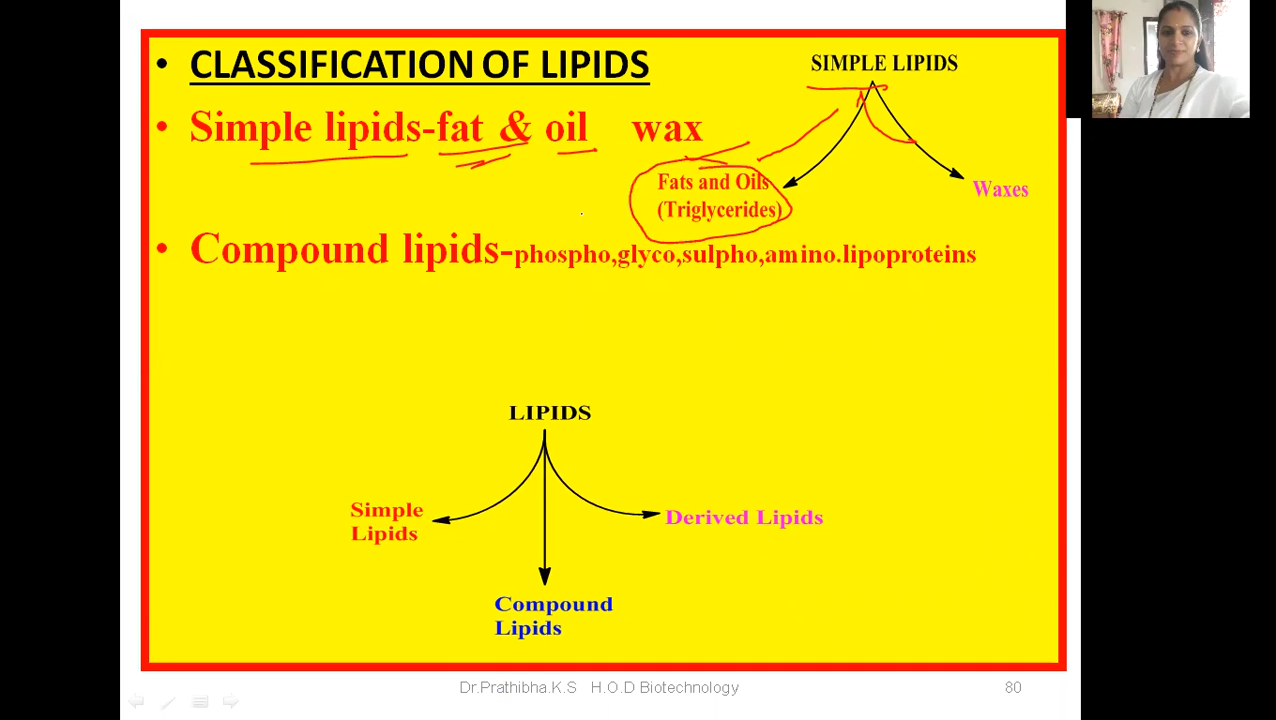 CLASSIFICATION OF LIPIDS
SIMPLE LIPIDS
Simple lipids-fat & oil wax
Fats and Oils
(Triglycerides)
Waxes
Compound lipids-phospho,glyco,sulpho,amino.lipoproteins
LIPIDS
Simple
Lipids
Derived Lipids
Compound
Lipids
Dr.Prathibha.K.S H.O.D Biotechnology
80